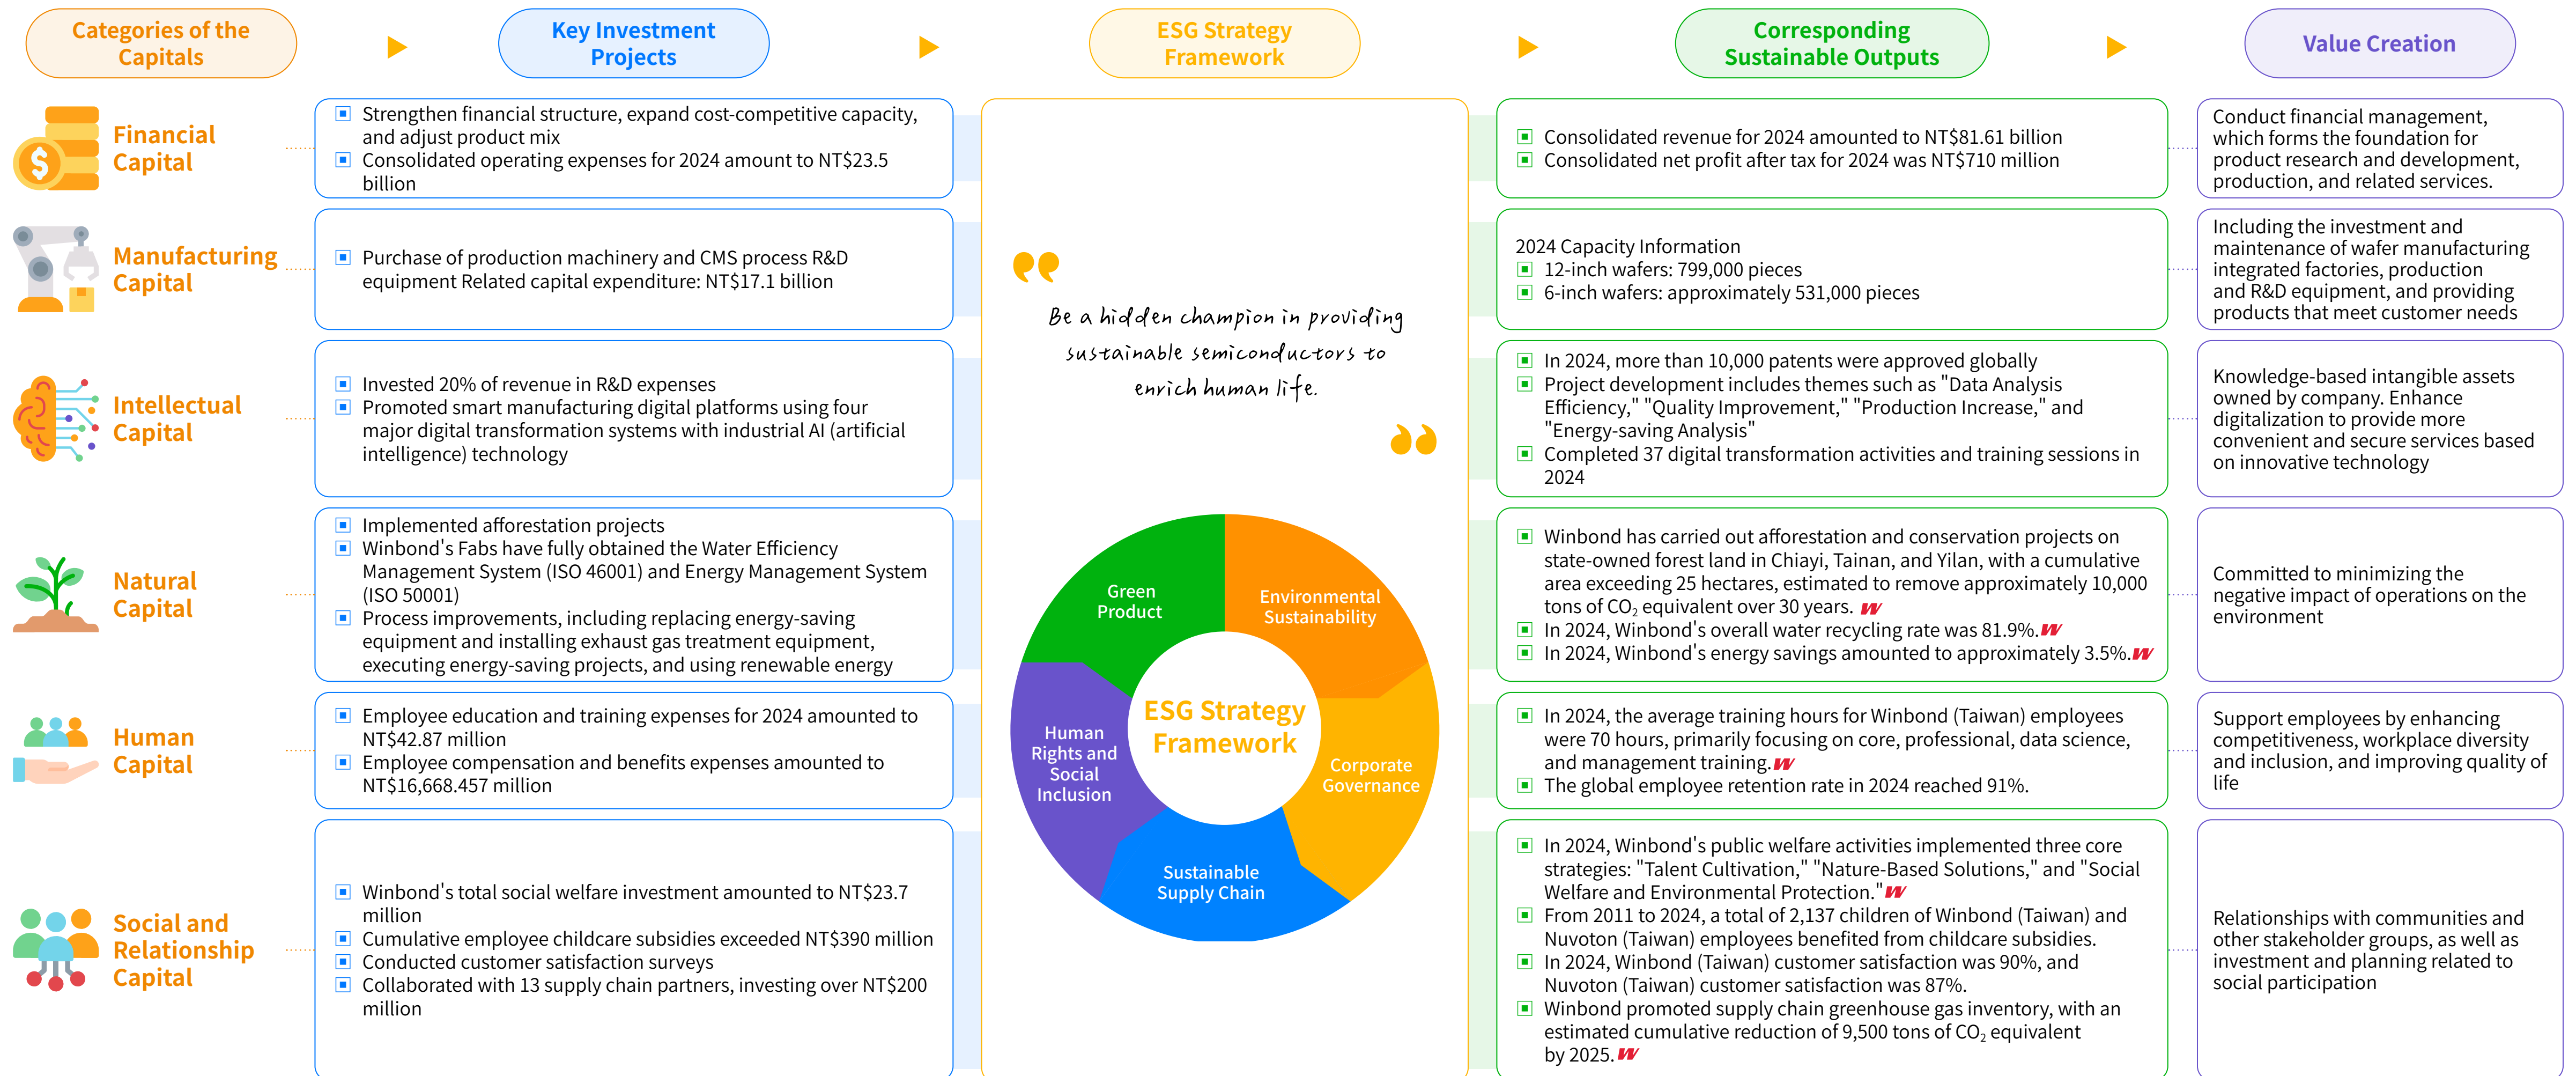 Categories of the
Capitals
Key Investment
Projects
ESG Strategy
Framework
Corresponding
Sustainable Outputs
Value Creation
Financial
Capital
Strengthen financial structure, expand cost-competitive capacity,
and adjust product mix
Consolidated operating expenses for 2024 amount to NT$23.5
billion
Consolidated revenue for 2024 amounted to NT$81.61 billion
Consolidated net profit after tax for 2024 was NT$710 million
Conduct financial management,
which forms the foundation for
product research and development,
production, and related services.
Manufacturing
Capital
Purchase of production machinery and CMS process R&D
equipment Related capital expenditure: NT$17.1 billion
2024 Capacity Information
12-inch wafers: 799,000 pieces
6-inch wafers: approximately 531,000 pieces
Including the investment and
maintenance of wafer manufacturing
integrated factories, production
and R&D equipment, and providing
products that meet customer needs
Intellectual
Capital
Invested 20% of revenue in R&D expenses
Promoted smart manufacturing digital platforms using four
major digital transformation systems with industrial AI (artificial
intelligence) technology
In 2024, more than 10,000 patents were approved globally
Project development includes themes such as "Data Analysis
Efficiency," "Quality Improvement," "Production Increase," and
"Energy-saving Analysis"
Completed 37 digital transformation activities and training sessions in
2024
Knowledge-based intangible assets
owned by company. Enhance
digitalization to provide more
convenient and secure services based
on innovative technology
Natural
Capital
Implemented afforestation projects
Winbond's Fabs have fully obtained the Water Efficiency
Management System (ISO 46001) and Energy Management System
(ISO 50001)
Process improvements, including replacing energy-saving
equipment and installing exhaust gas treatment equipment,
executing energy-saving projects, and using renewable energy
Winbond has carried out afforestation and conservation projects on
state-owned forest land in Chiayi, Tainan, and Yilan, with a cumulative
area exceeding 25 hectares, estimated to remove approximately 10,000
tons of CO₂ equivalent over 30 years. W
In 2024, Winbond's overall water recycling rate was 81.9%. W
In 2024, Winbond's energy savings amounted to approximately 3.5%. W
Committed to minimizing the
negative impact of operations on the
environment
Human
Capital
Employee education and training expenses for 2024 amounted to
NT$42.87 million
Employee compensation and benefits expenses amounted to
NT$16,668.457 million
In 2024, the average training hours for Winbond (Taiwan) employees
were 70 hours, primarily focusing on core, professional, data science,
and management training. W
The global employee retention rate in 2024 reached 91%.
Support employees by enhancing
competitiveness, workplace diversity
and inclusion, and improving quality of
life
Social and
Relationship
Capital
Winbond's total social welfare investment amounted to NT$23.7
million
Cumulative employee childcare subsidies exceeded NT$390 million
Conducted customer satisfaction surveys
Collaborated with 13 supply chain partners, investing over NT$200
million
In 2024, Winbond's public welfare activities implemented three core
strategies: "Talent Cultivation," "Nature-Based Solutions," and "Social
Welfare and Environmental Protection." W
From 2011 to 2024, a total of 2,137 children of Winbond (Taiwan) and
Nuvoton (Taiwan) employees benefited from childcare subsidies.
In 2024, Winbond (Taiwan) customer satisfaction was 90%, and
Nuvoton (Taiwan) customer satisfaction was 87%.
Winbond promoted supply chain greenhouse gas inventory, with an
estimated cumulative reduction of 9,500 tons of CO₂ equivalent
by 2025. W
Relationships with communities and
other stakeholder groups, as well as
investment and planning related to
social participation
Be a hidden champion in providing
sustainable semiconductors to
enrich human life.
Green
Product
Environmental
Sustainability
Human
Rights and
Social
Inclusion
ESG Strategy
Framework
Corporate
Governance
Sustainable
Supply Chain